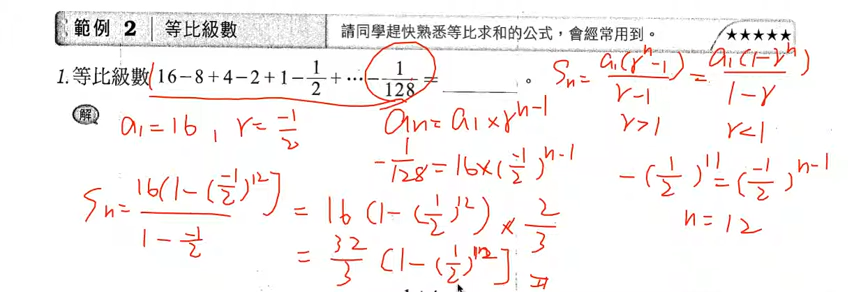 範例 2 等比級數 請同學趕快熟悉等比求和的公式，會經常用到。 ★★★★★
1. 等比級數 16－8＋4－2＋1－1/2＋⋯－1/128＝________。 Sn = a1(r^n－1)/(r－1) = a1(1－r^n)/(1－r)
r>1 r<1
解 a1=16, r=－1/2 an=a1×r^(n－1)
－1/128=16×(－1/2)^(n－1) －(1/2)^11=(－1/2)^(n－1)
n=12
Sn= 16(1－(－1/2)^12]/(1－－1/2) = 16(1－(1/2)^12)×2/3
= 32/3 (1－(1/2)^12]